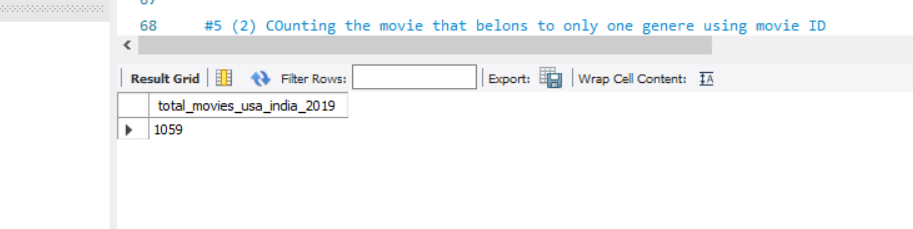 68 #5 (2) COunting the movie that belons to only one genere using movie ID
Result Grid Filter Rows: Export: Wrap Cell Content: IA
total_movies_usa_india_2019
1059